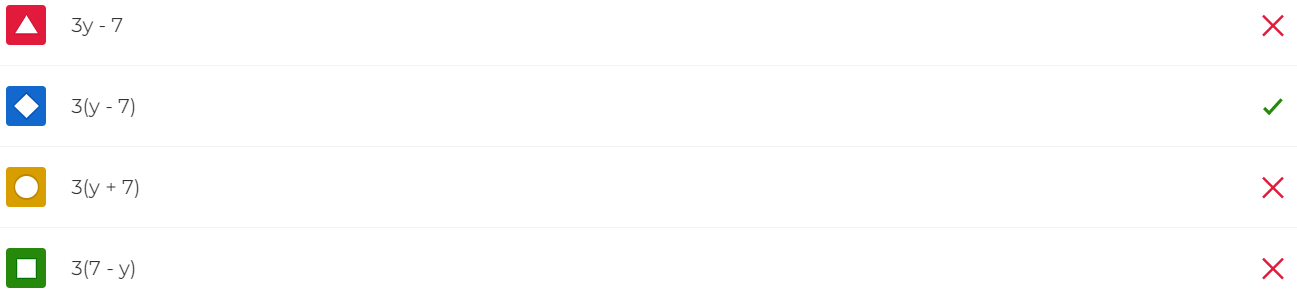 3y - 7
3(y - 7)
3(y + 7)
3(7 - y)